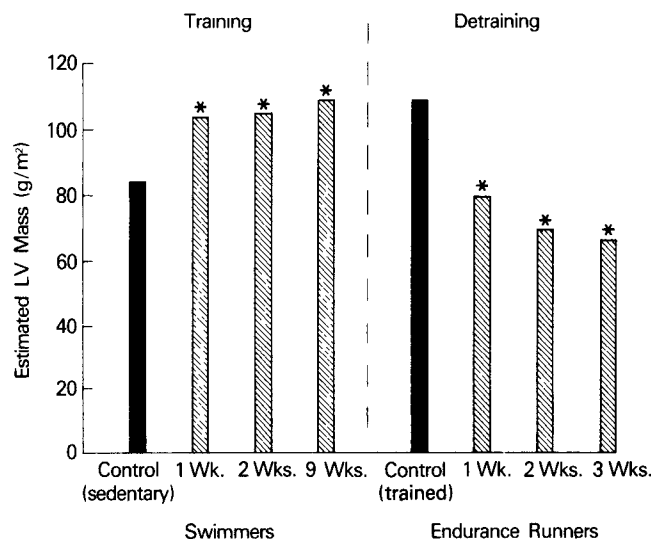 Training
Detraining
120
100
80
60
40
20
0
Estimated LV Mass (g/m²)
*
*
*
*
*
*
Control
(sedentary)
1 Wk.
2 Wks.
9 Wks.
Control
(trained)
1 Wk.
2 Wks.
3 Wks.
Swimmers
Endurance Runners